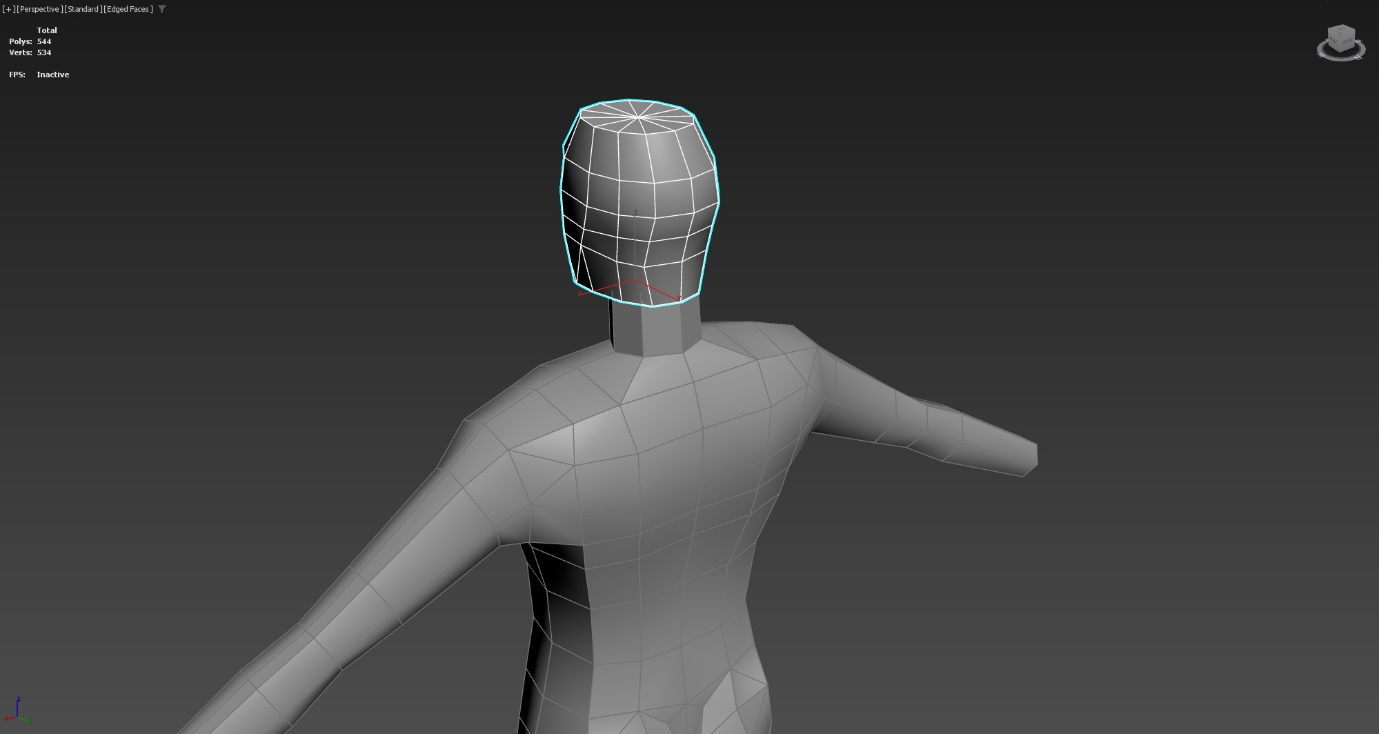 [+][Perspective][Standard][Edged Faces]
Total
Polys: 544
Verts: 534
FPS: Inactive